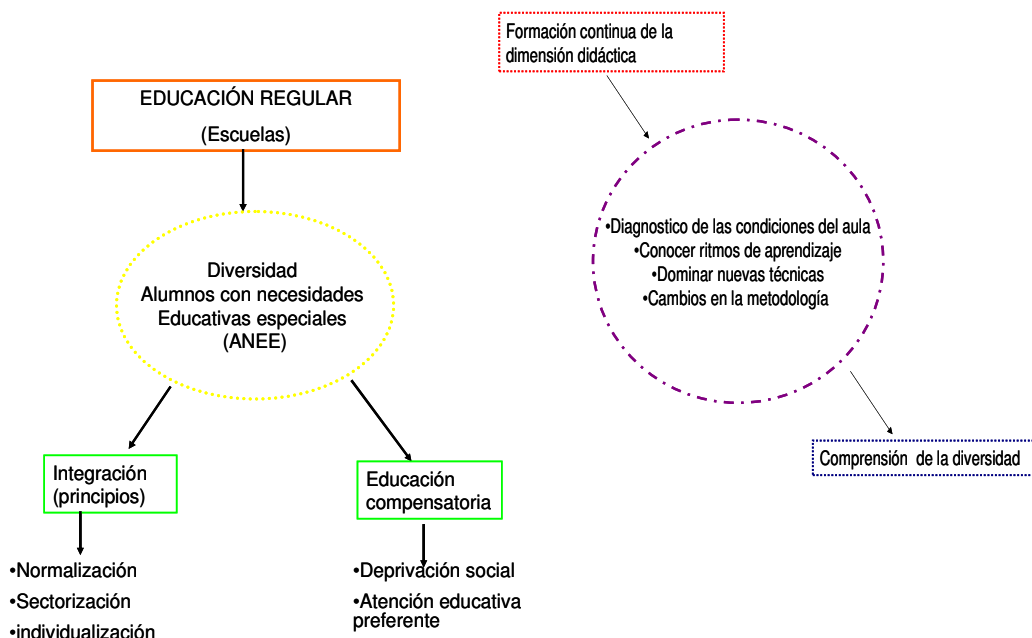 EDUCACIÓN REGULAR
(Escuelas)
Diversidad
Alumnos con necesidades
Educativas especiales
(ANEE)
Integración
(principios)
•Normalización
•Sectorización
•individualización
Educación
compensatoria
•Deprivación social
•Atención educativa
preferente
Formación continua de la
dimensión didáctica
•Diagnostico de las condiciones del aula
•Conocer ritmos de aprendizaje
•Dominar nuevas técnicas
•Cambios en la metodología
Comprensión de la diversidad